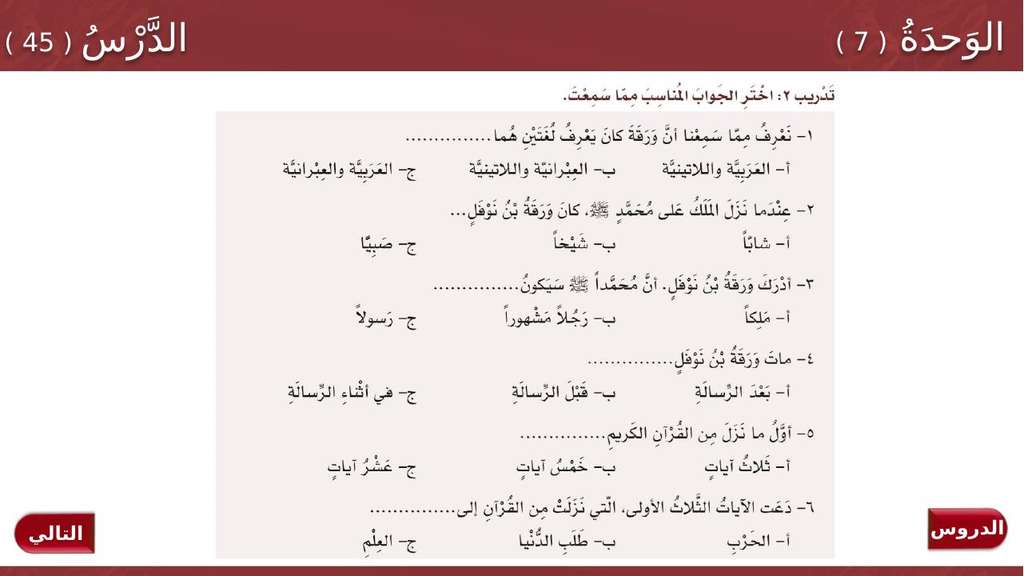 الوَحدَةُ ( 7 )
الدَّرْسُ ( 45 )
تَدْريب ٢: اخْتَرِ الجَوابَ المُناسِبَ مِمّا سَمِعْتَ.
١- نَعْرِفُ مِمّا سَمِعْنا أنَّ وَرَقَةَ كانَ يَعْرِفُ لُغَتَيْنِ هُما...............
أ- العَرَبِيَّة واللاتينيَّة ب- العِبْرانيّة واللاتينيَّة ج- العَرَبِيَّة والعِبْرانيَّة
٢- عِنْدَما نَزَلَ المَلَكُ عَلى مُحَمَّدٍ ﷺ، كانَ وَرَقَةُ بْنُ نَوْفَلٍ...
أ- شابّاً ب- شَيْخاً ج- صَبِيًّا
٣- أدْرَكَ وَرَقَةُ بْنُ نَوْفَلٍ. أنَّ مُحَمَّداً ﷺ سَيَكونُ...............
أ- مَلِكاً ب- رَجُلاً مَشْهوراً ج- رَسولاً
٤- ماتَ وَرَقَةُ بْنُ نَوْفَلٍ...............
أ- بَعْدَ الرِّسالَةِ ب- قَبْلَ الرِّسالَةِ ج- في أثْناءِ الرِّسالَةِ
٥- أوَّلُ ما نَزَلَ مِن القُرْآنِ الكَريمِ...............
أ- ثَلاثُ آياتٍ ب- خَمْسُ آياتٍ ج- عَشْرُ آياتٍ
٦- دَعَت الآياتُ الثَّلاثُ الأولى، الّتي نَزَلَتْ مِن القُرْآنِ إلى...............
أ- الحَرْبِ ب- طَلَبِ الدُّنْيا ج- العِلْمِ
الدروس
التالي